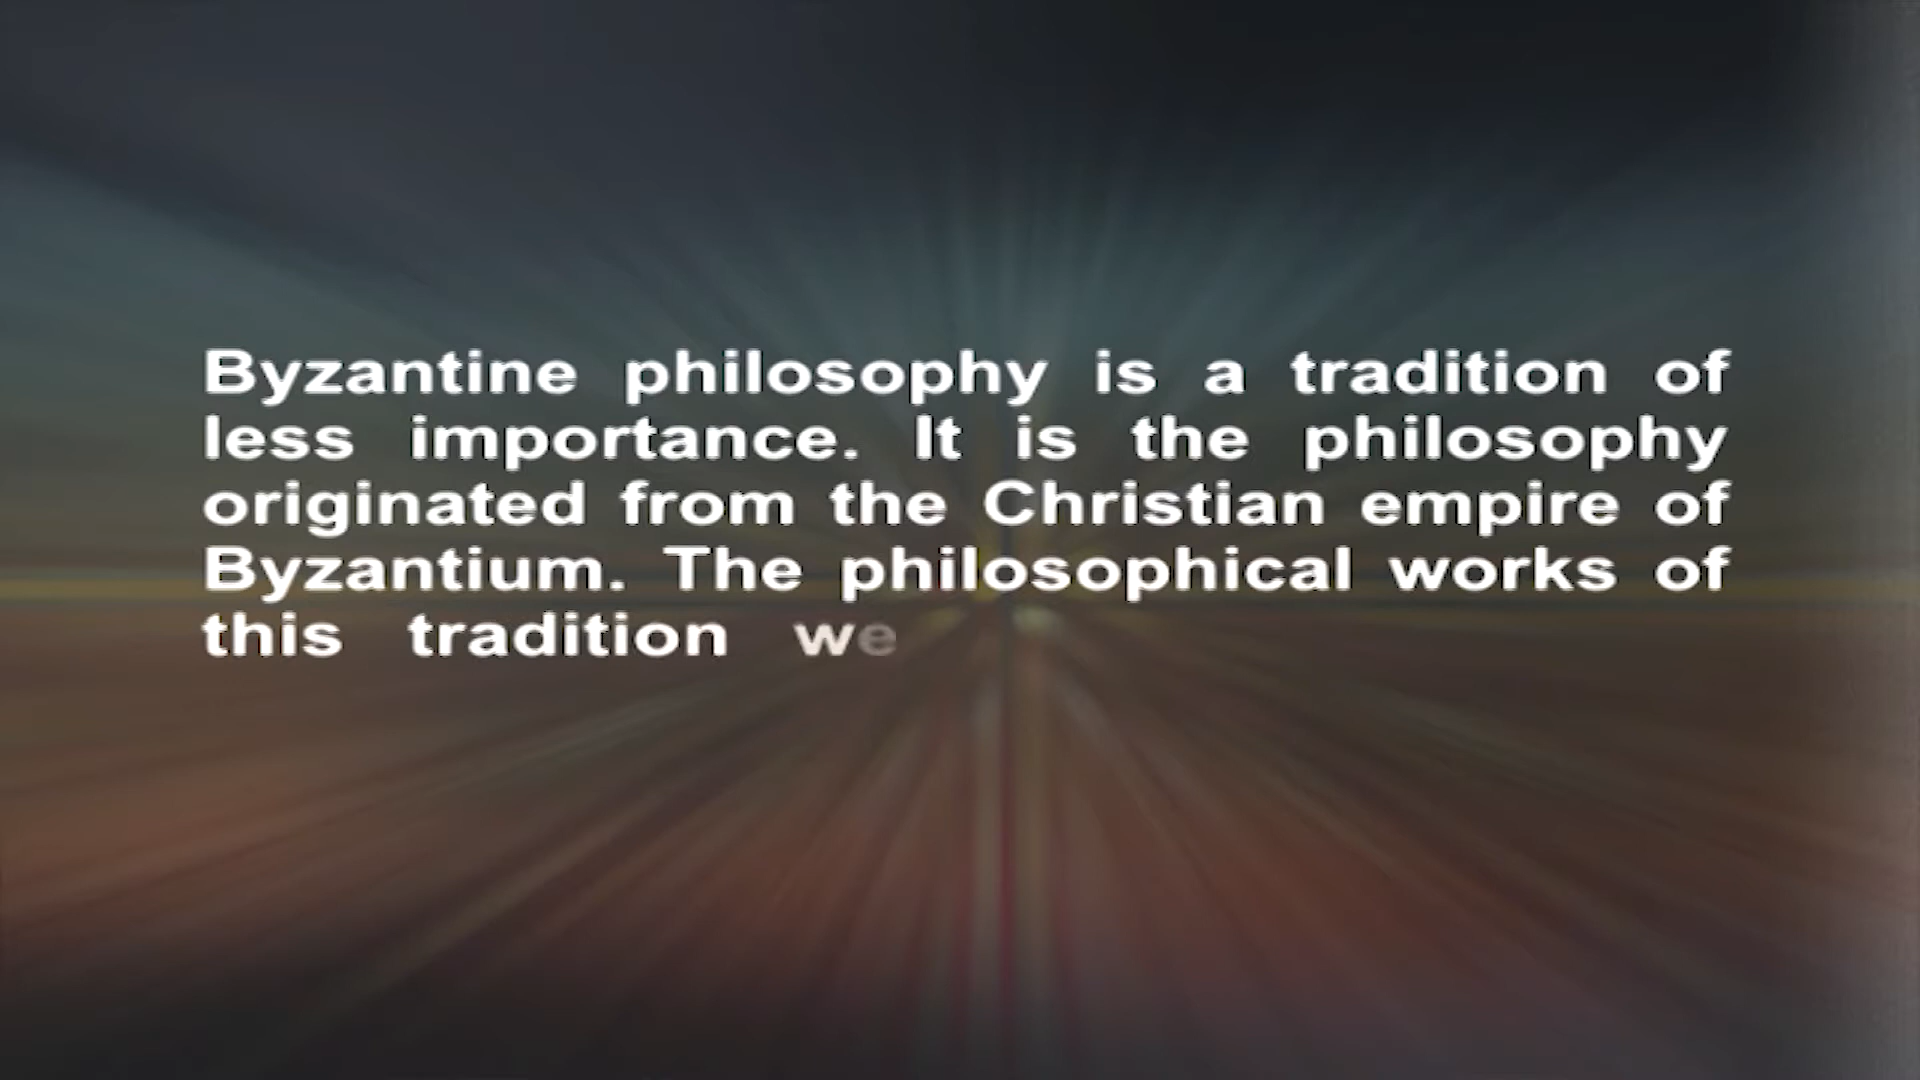 Byzantine philosophy is a tradition of
less importance. It is the philosophy
originated from the Christian empire of
Byzantium. The philosophical works of
this tradition we